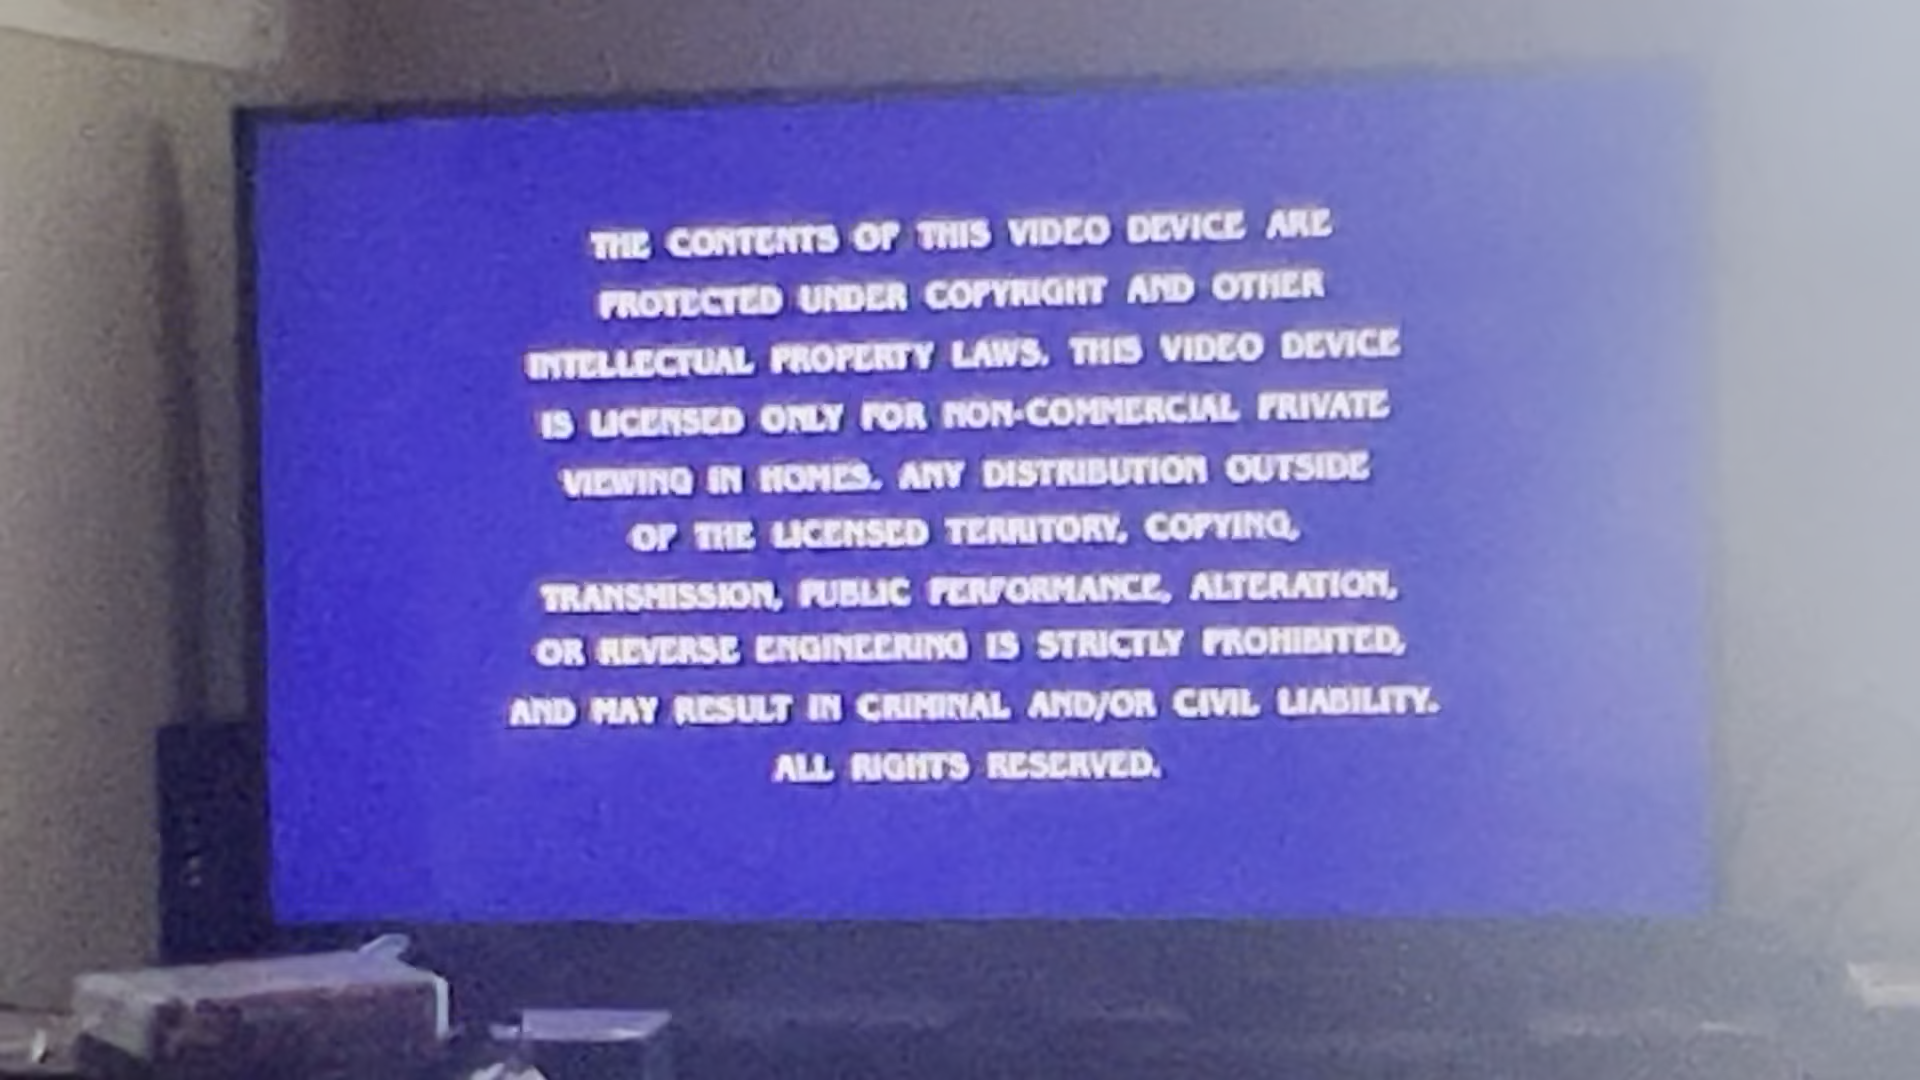 THE CONTENTS OF THIS VIDEO DEVICE ARE
PROTECTED UNDER COPYRIGHT AND OTHER
INTELLECTUAL PROPERTY LAWS. THIS VIDEO DEVICE
IS LICENSED ONLY FOR NON-COMMERCIAL PRIVATE
VIEWING IN HOMES. ANY DISTRIBUTION OUTSIDE
OF THE LICENSED TERRITORY, COPYING,
TRANSMISSION, PUBLIC PERFORMANCE, ALTERATION,
OR REVERSE ENGINEERING IS STRICTLY PROHIBITED,
AND MAY RESULT IN CRIMINAL AND/OR CIVIL LIABILITY.
ALL RIGHTS RESERVED.